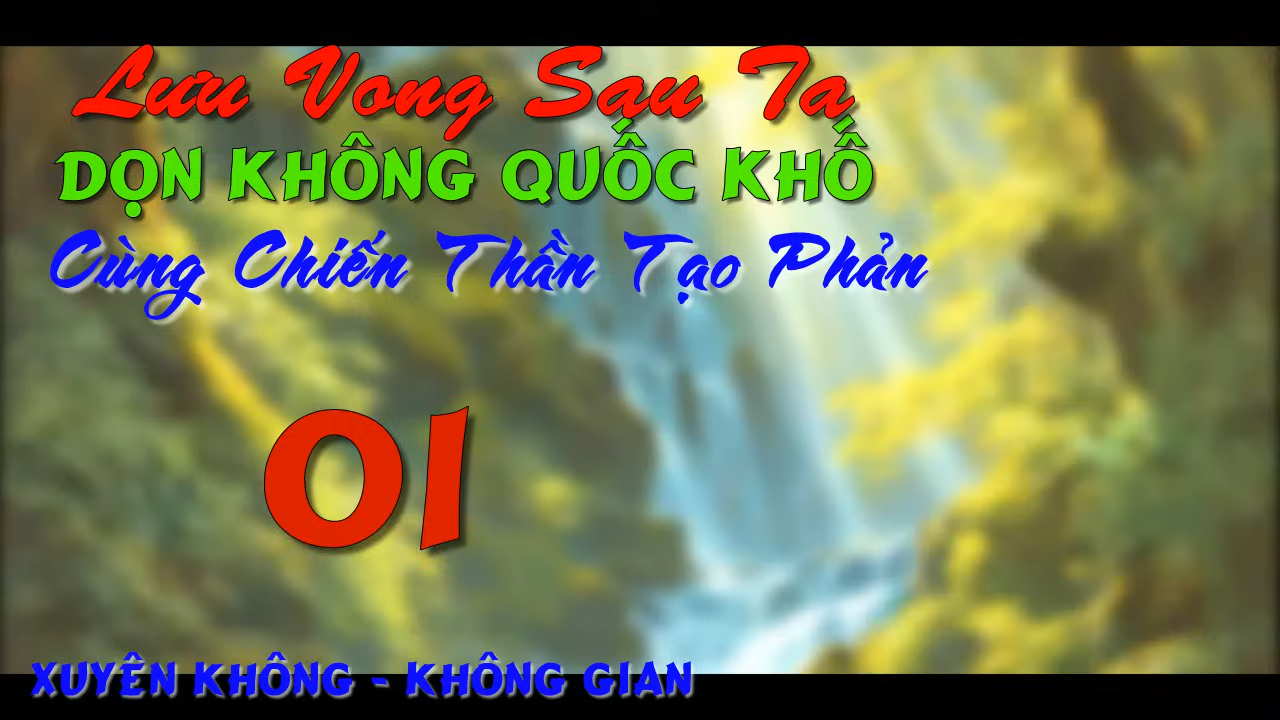 Lưu Vong Sau Ta
DỌN KHÔNG QUỐC KHỐ
Cùng Chiến Thần Tạo Phản
01
XUYÊN KHÔNG - KHÔNG GIAN